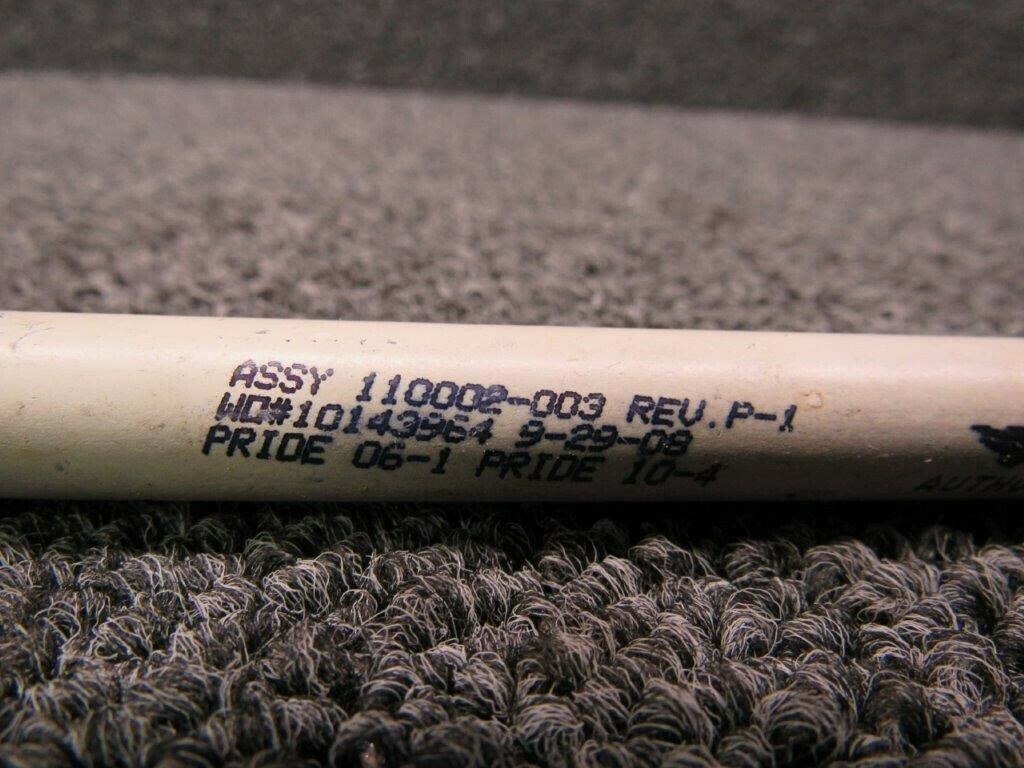 ASSY 110002-003 REV.P-1
WO#10143964 9-29-08
PRIDE 06-1 PRIDE 10-4